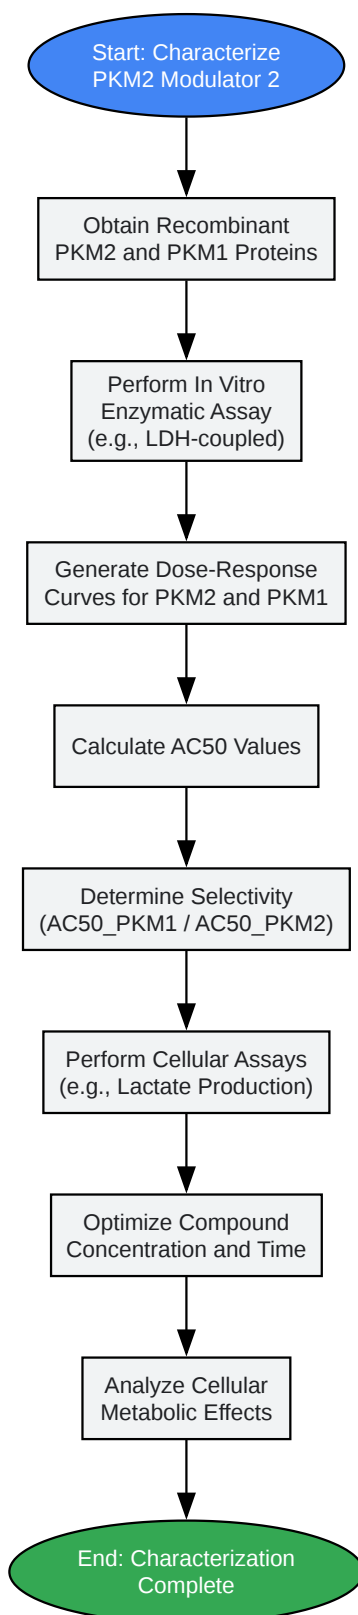 Start: Characterize
PKM2 Modulator 2
Obtain Recombinant
PKM2 and PKM1 Proteins
Perform In Vitro
Enzymatic Assay
(e.g., LDH-coupled)
Generate Dose-Response
Curves for PKM2 and PKM1
Calculate AC50 Values
Determine Selectivity
(AC50_PKM1 / AC50_PKM2)
Perform Cellular Assays
(e.g., Lactate Production)
Optimize Compound
Concentration and Time
Analyze Cellular
Metabolic Effects
End: Characterization
Complete